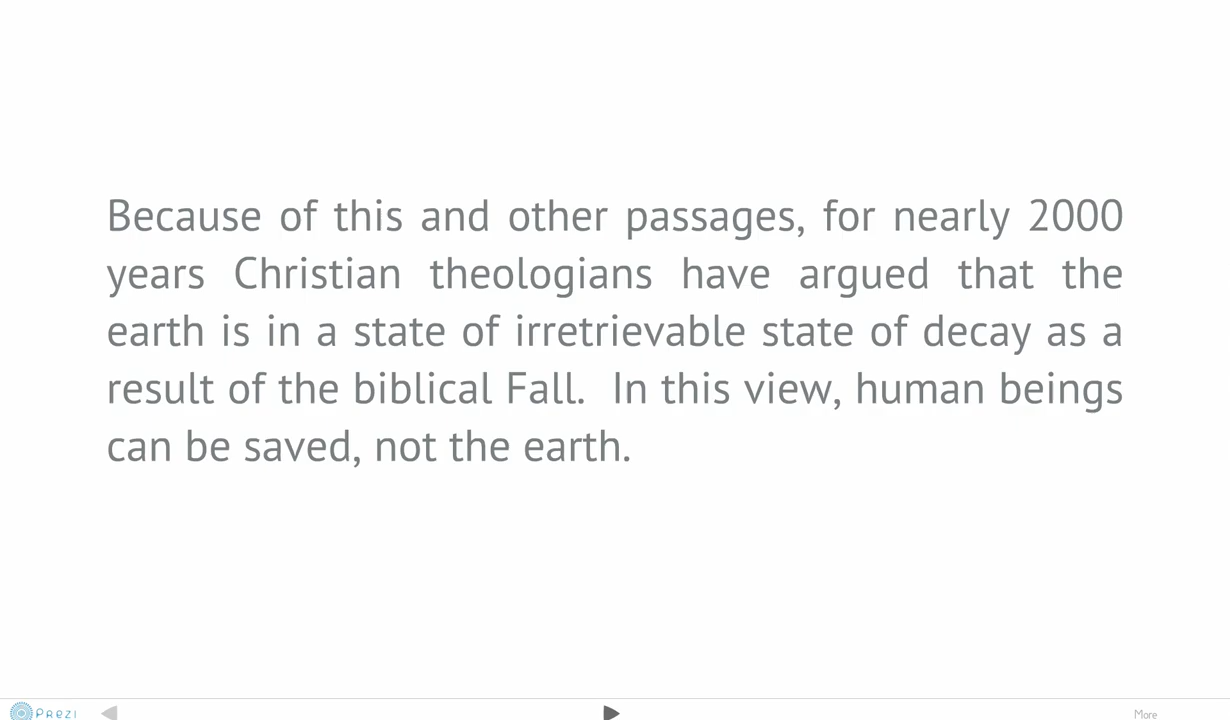 Because of this and other passages, for nearly 2000
years Christian theologians have argued that the
earth is in a state of irretrievable state of decay as a
result of the biblical Fall.  In this view, human beings
can be saved, not the earth.
Prezi
More